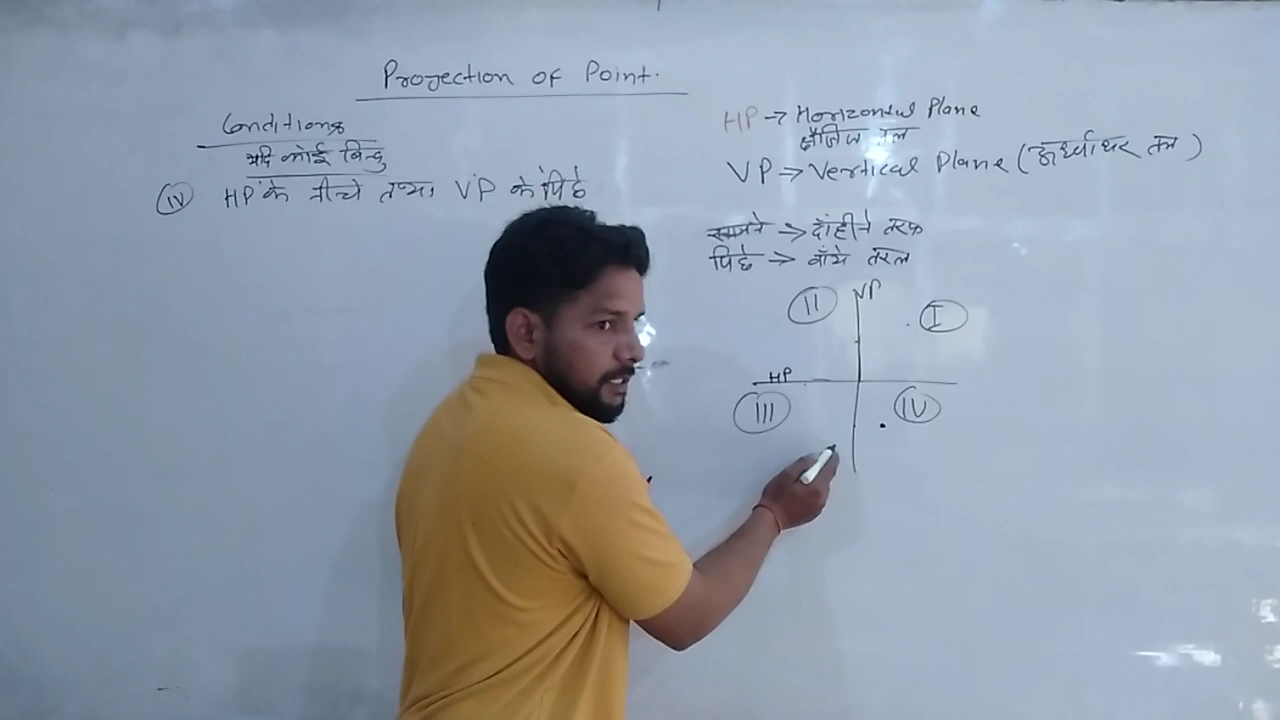 Projection of Point.
Conditions
यदि कोई बिन्दु
(iv) HP के नीचे तथा VP के पिछे
HP → Horizontal Plane
क्षैतिज तल
VP → Vertical Plane (ऊर्ध्वाधर तल)
सामने → दांहीने तरफ
पिछे → बाँये तरफ
VP
II
I
HP
III
IV